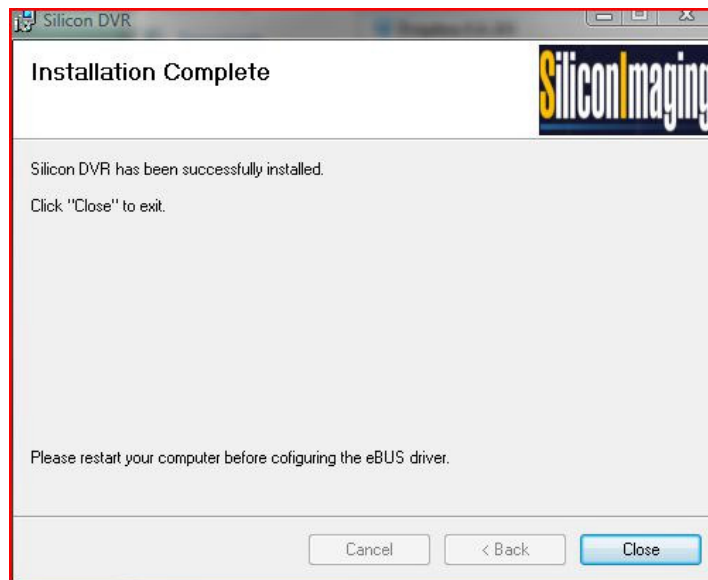 Silicon DVR
Installation Complete
SiliconImaging
Silicon DVR has been successfully installed.
Click "Close" to exit.
Please restart your computer before cofiguring the eBUS driver.
Cancel
< Back
Close